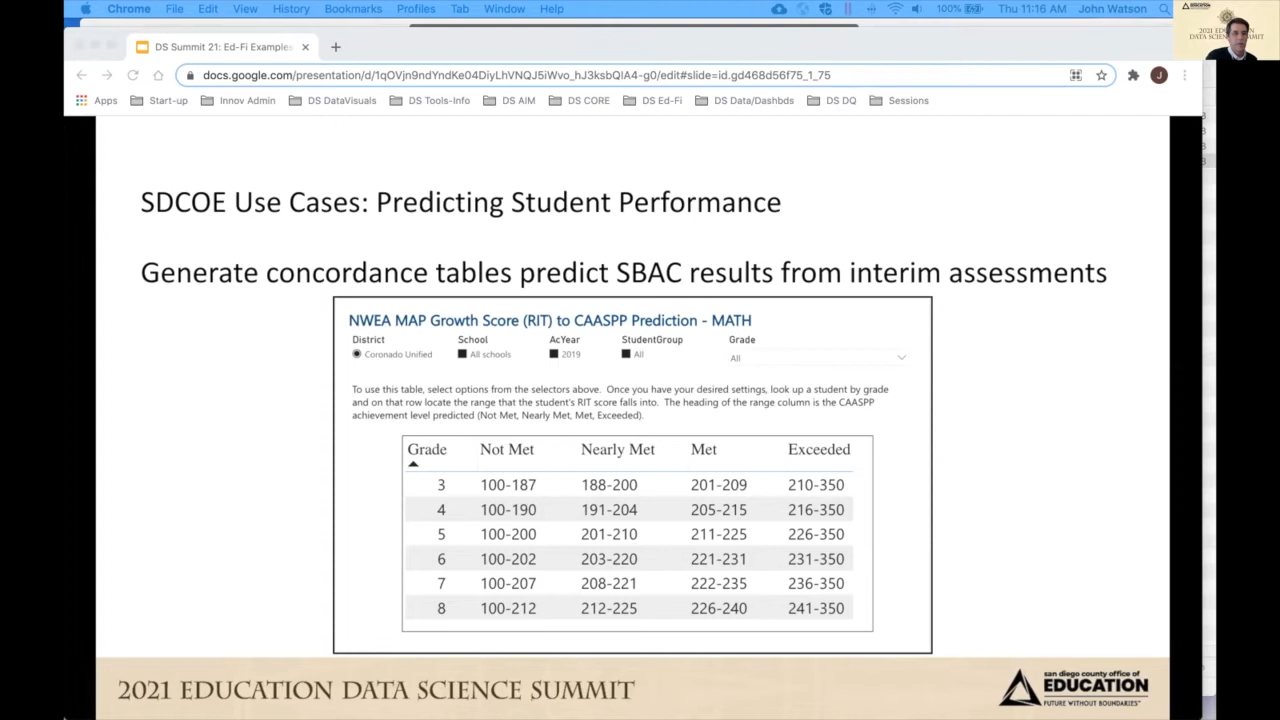 Chrome File Edit View History Bookmarks Profiles Tab Window Help 100% Thu 11:16 AM John Watson
DS Summit 21: Ed-Fi Examples
docs.google.com/presentation/d/1qOVjn9ndYndKe04DiyLhVNQJ5iWvo_hJ3ksbQIA4-g0/edit#slide=id.gd468d56f75_1_75
J
Apps Start-up Innov Admin DS DataVisuals DS Tools-Info DS AIM DS CORE DS Ed-Fi DS Data/Dashbds DS DQ Sessions
SDCOE Use Cases: Predicting Student Performance
Generate concordance tables predict SBAC results from interim assessments
NWEA MAP Growth Score (RIT) to CAASPP Prediction - MATH
District School AcYear StudentGroup Grade
Coronado Unified All schools 2019 All All
To use this table, select options from the selectors above. Once you have your desired settings, look up a student by grade
and on that row locate the range that the student's RIT score falls into. The heading of the range column is the CAASPP
achievement level predicted (Not Met, Nearly Met, Met, Exceeded).
Grade Not Met Nearly Met Met Exceeded
3 100-187 188-200 201-209 210-350
4 100-190 191-204 205-215 216-350
5 100-200 201-210 211-225 226-350
6 100-202 203-220 221-231 231-350
7 100-207 208-221 222-235 236-350
8 100-212 212-225 226-240 241-350
2021 EDUCATION DATA SCIENCE SUMMIT
san diego county office of
EDUCATION
FUTURE WITHOUT BOUNDARIES™